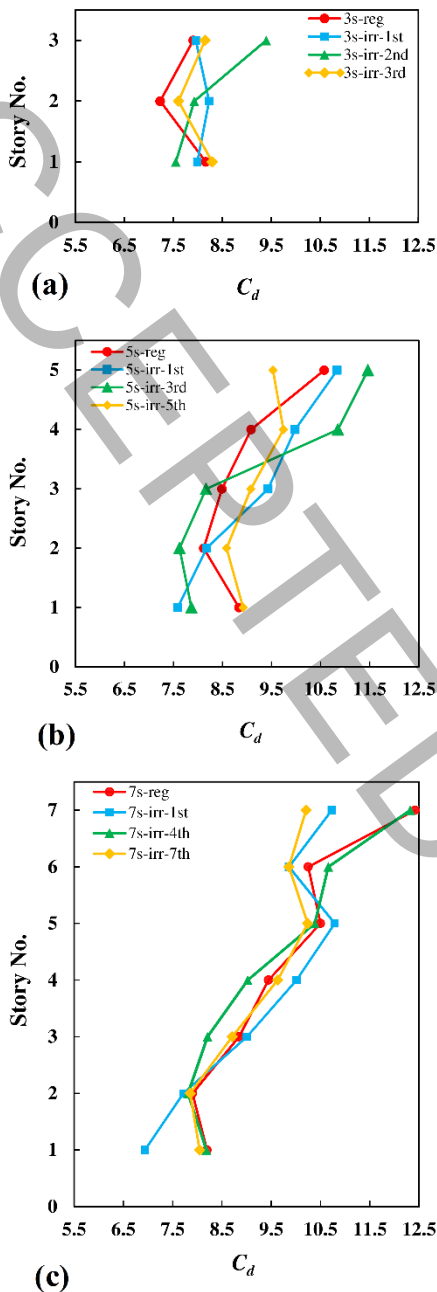 3
3s-reg
3s-irr-1st
3s-irr-2nd
2
3s-irr-3rd
1
0
Story No.
5.5 6.5 7.5 8.5 9.5 10.5 11.5 12.5
(a)
C_d
5s-reg
5
5s-irr-1st
5s-irr-3rd
5s-irr-5th
4
3
2
1
0
Story No.
5.5 6.5 7.5 8.5 9.5 10.5 11.5 12.5
(b)
C_d
7s-reg
7
7s-irr-1st
7s-irr-4th
7s-irr-7th
6
5
4
3
2
1
0
Story No.
5.5 6.5 7.5 8.5 9.5 10.5 11.5 12.5
(c)
C_d
CCEPTED